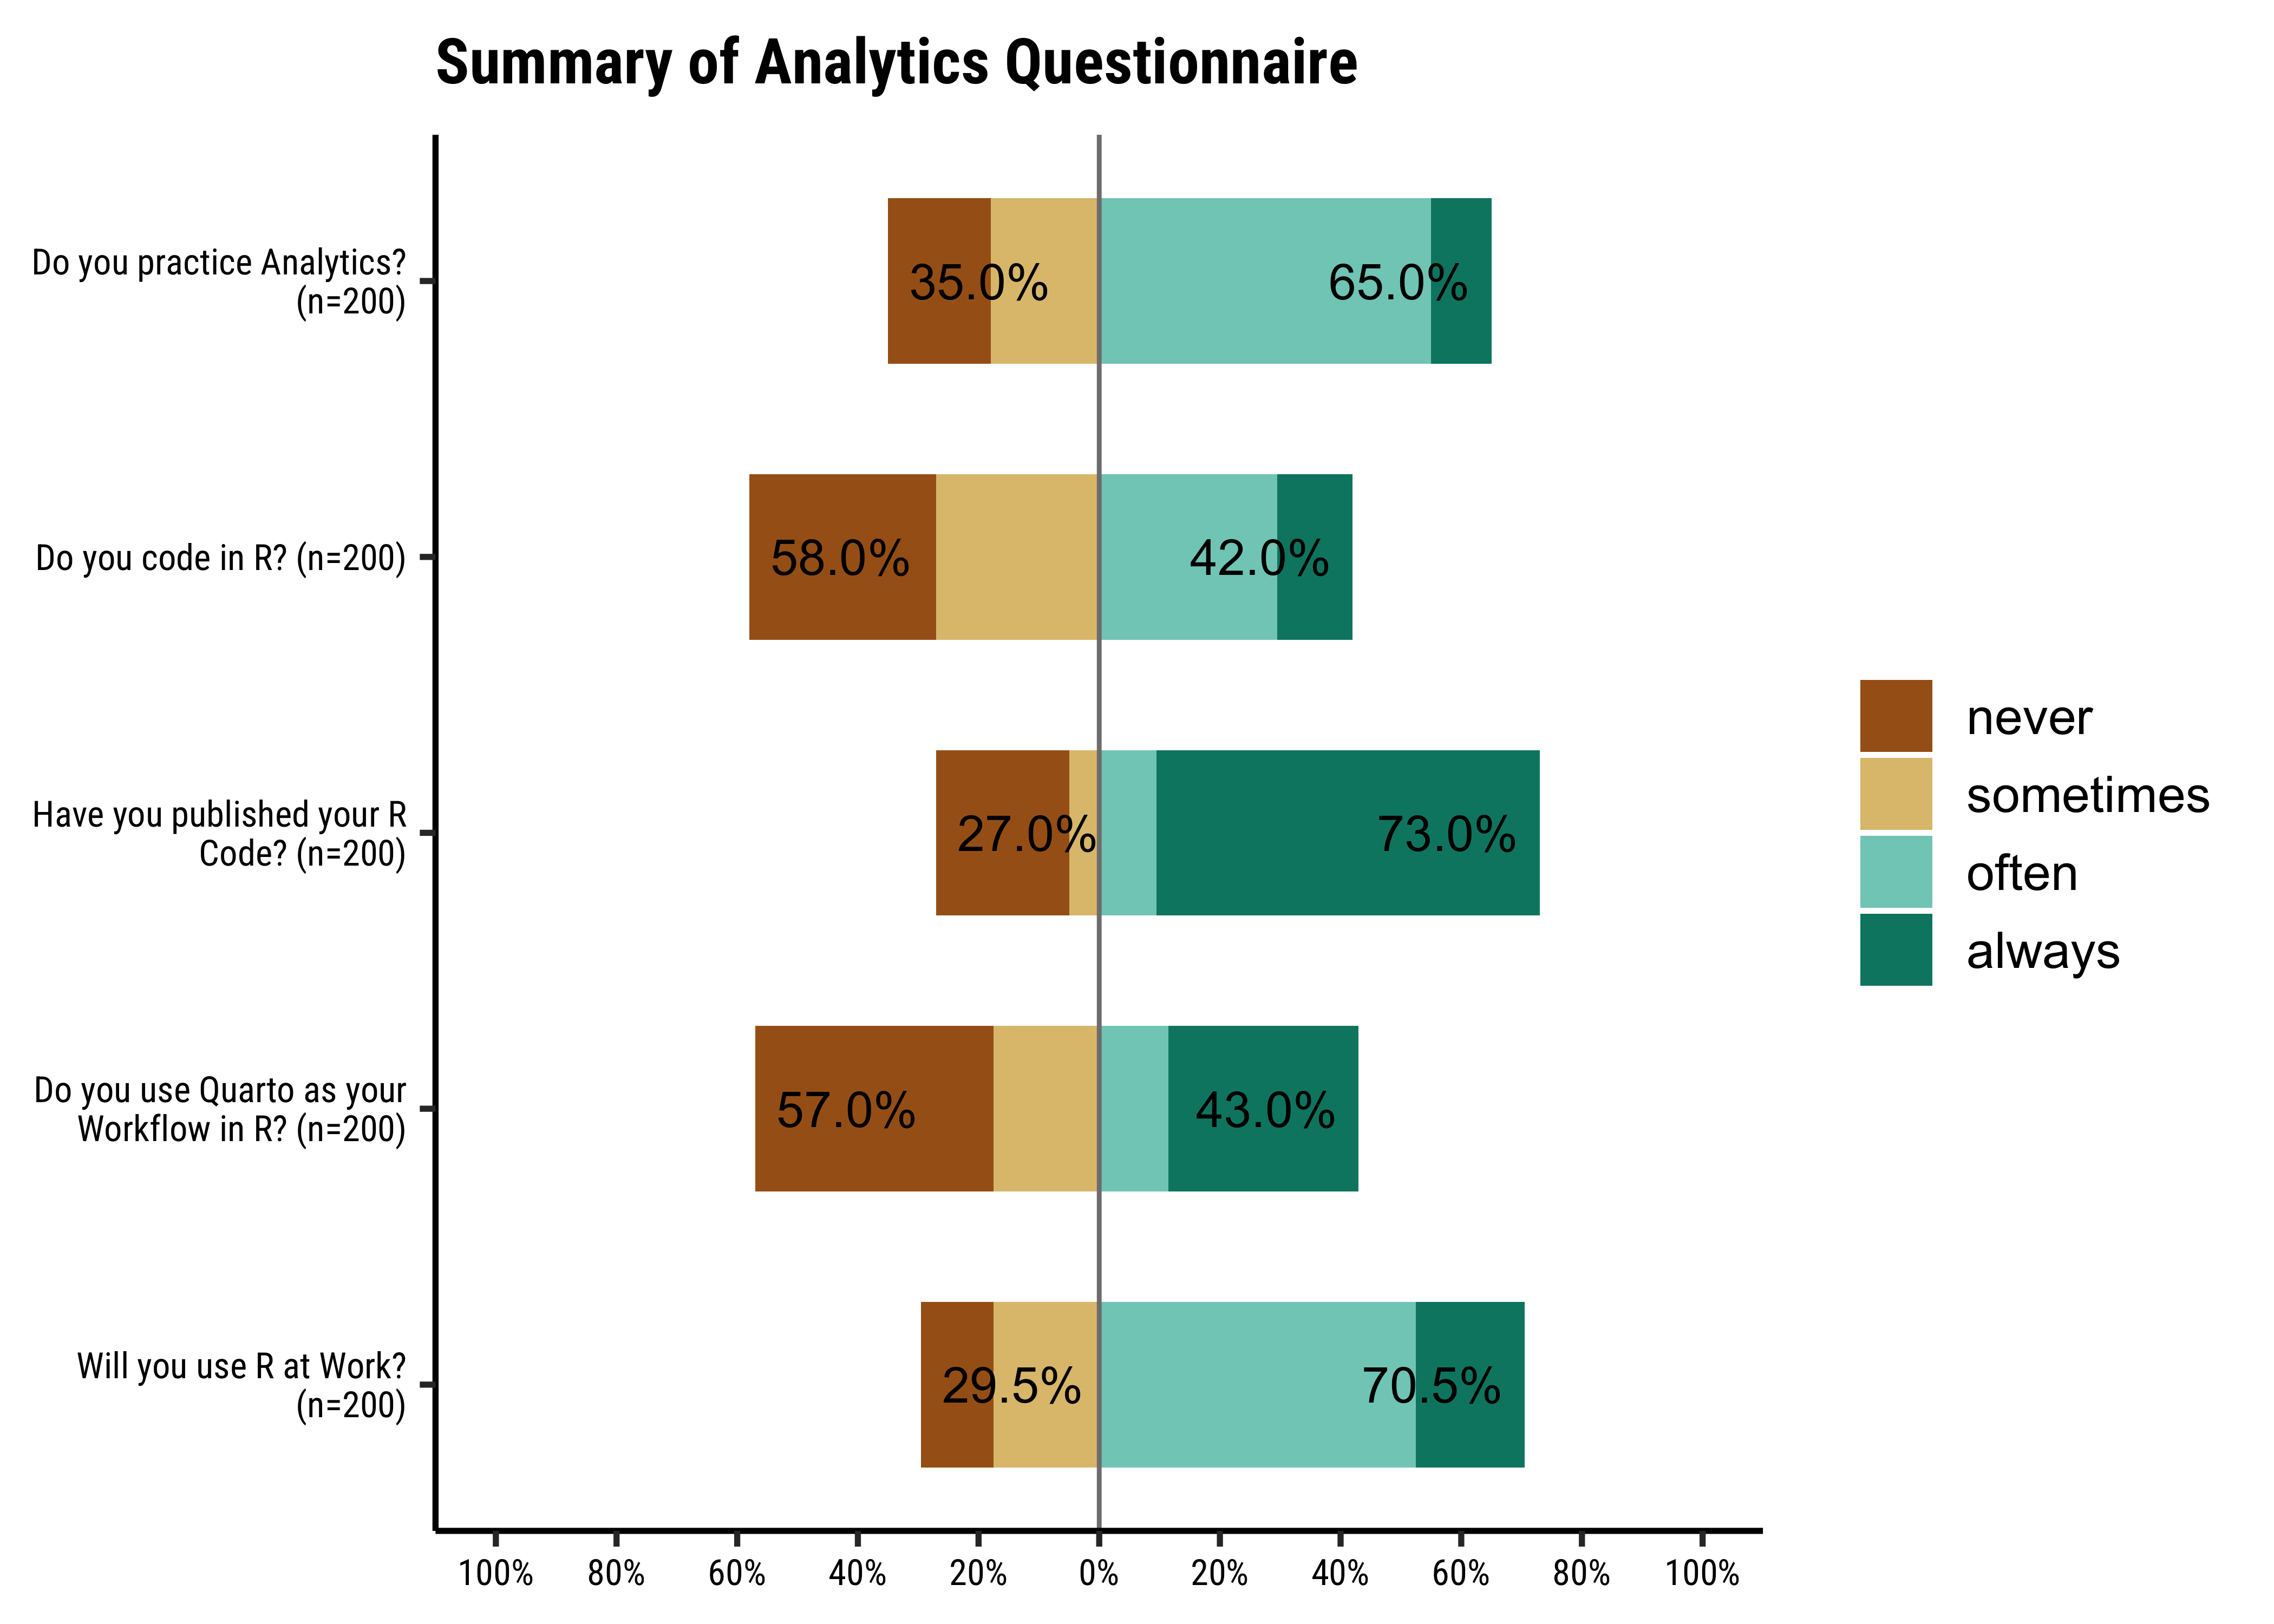 Summary of Analytics Questionnaire
Do you practice Analytics?
(n=200)
35.0%
65.0%
Do you code in R? (n=200)
58.0%
42.0%
Have you published your R
Code? (n=200)
27.0%
73.0%
Do you use Quarto as your
Workflow in R? (n=200)
57.0%
43.0%
Will you use R at Work?
(n=200)
29.5%
70.5%
100% 80% 60% 40% 20% 0% 20% 40% 60% 80% 100%
never
sometimes
often
always